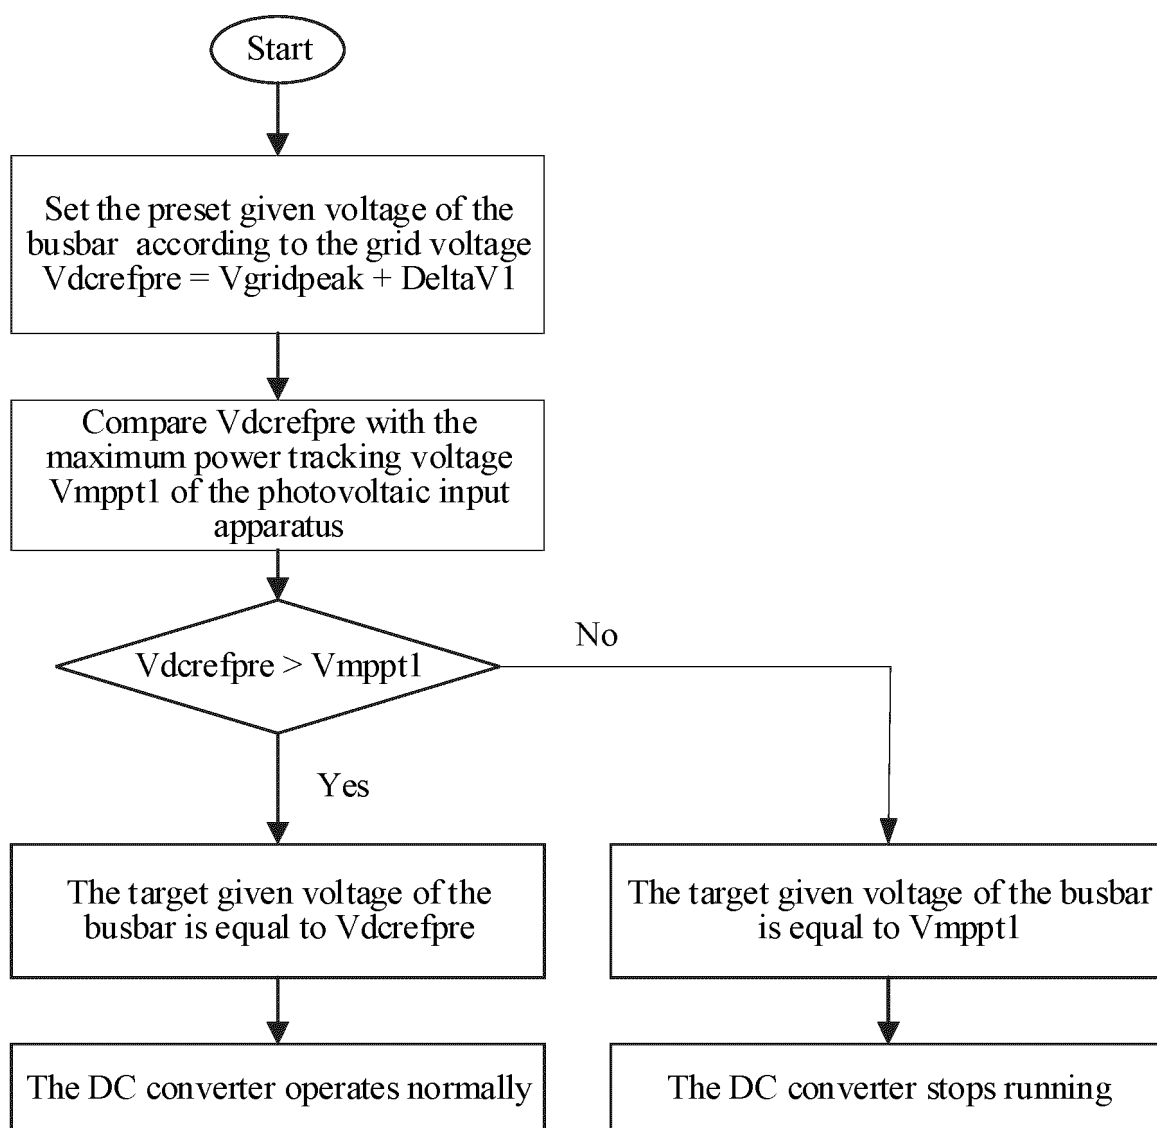 Start
Set the preset given voltage of the
busbar according to the grid voltage
Vdcrefpre = Vgridpeak + DeltaV1
Compare Vdcrefpre with the
maximum power tracking voltage
Vmppt1 of the photovoltaic input
apparatus
Vdcrefpre > Vmppt1
No
Yes
The target given voltage of the
busbar is equal to Vdcrefpre
The target given voltage of the busbar
is equal to Vmppt1
The DC converter operates normally
The DC converter stops running